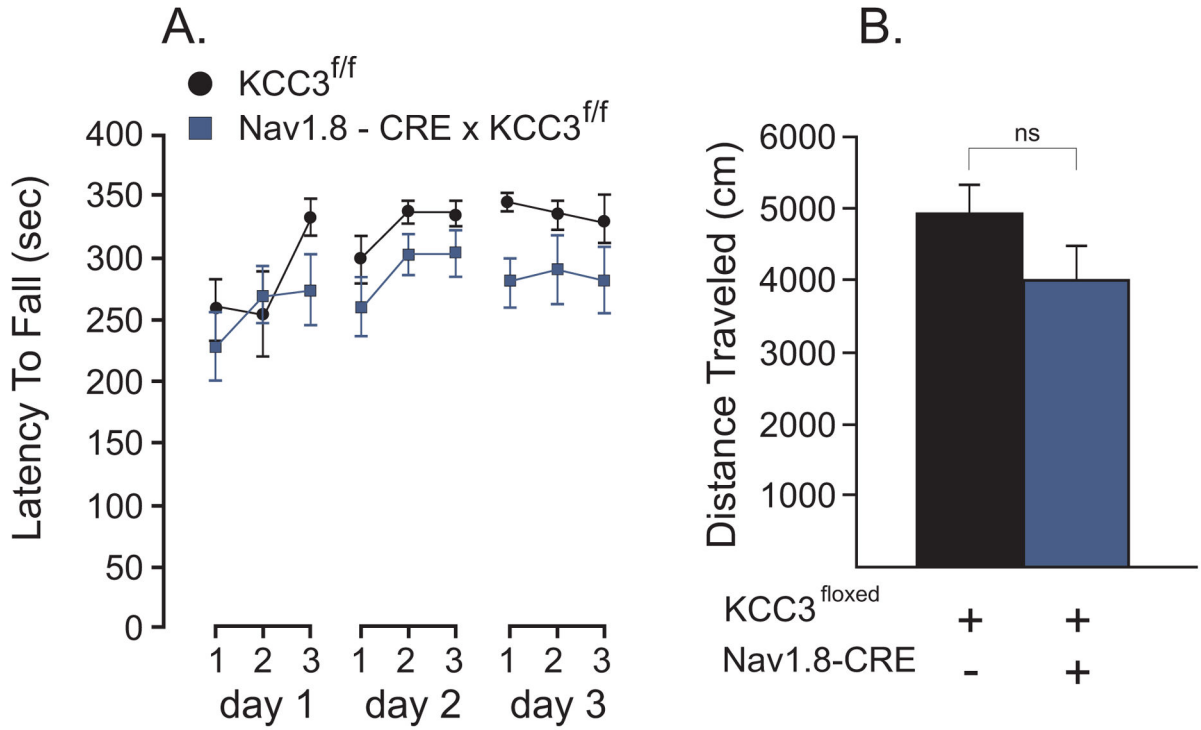 A.
KCC3f/f
Nav1.8 - CRE x KCC3f/f
Latency To Fall (sec)
400
350
300
250
200
150
100
50
0
1 2 3 1 2 3 1 2 3
day 1 day 2 day 3
B.
ns
Distance Traveled (cm)
6000
5000
4000
3000
2000
1000
KCC3floxed + +
Nav1.8-CRE - +